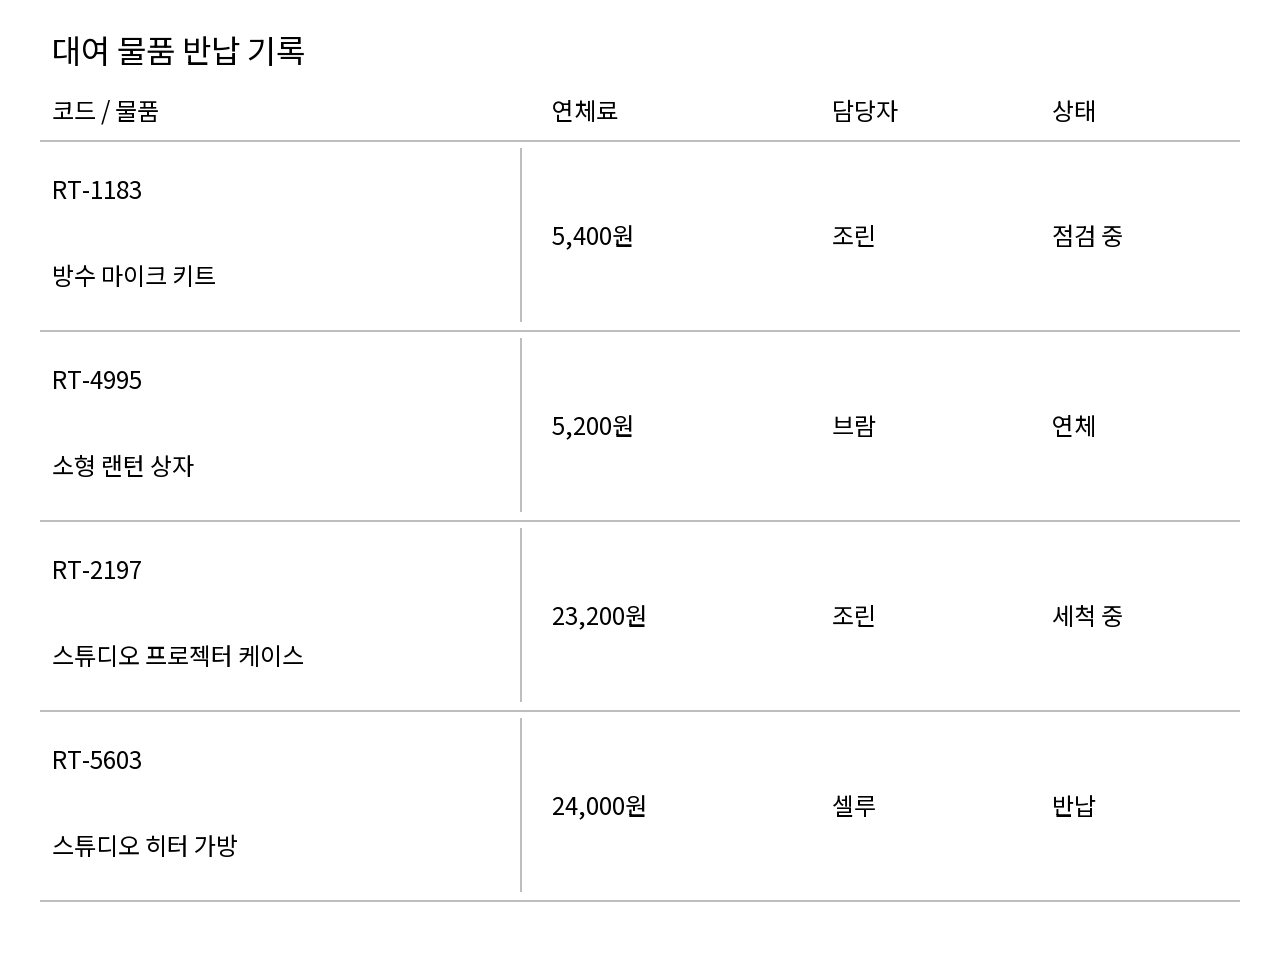 대여 물품 반납 기록
코드 / 물품 연체료 담당자 상태
RT-1183
방수 마이크 키트
5,400원 조린 점검 중
RT-4995
소형 랜턴 상자
5,200원 브람 연체
RT-2197
스튜디오 프로젝터 케이스
23,200원 조린 세척 중
RT-5603
스튜디오 히터 가방
24,000원 셀루 반납